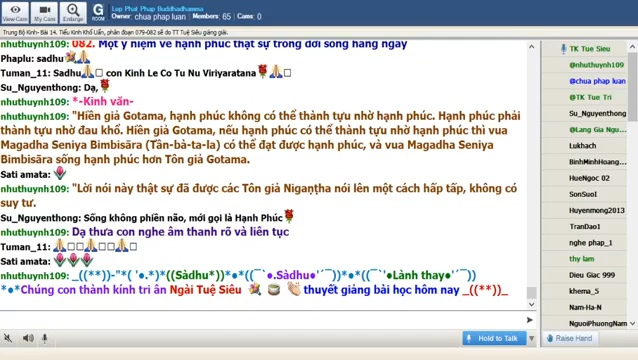 View Cam
My Cam
Enlarge
G
ROOM
Lop Phat Phap Buddhadhamma
Owner: chua phap luan Members: 65 Cams: 0
Trung Bộ Kinh- Bài 14. Tiểu Kinh Khổ Uẩn, phân đoạn 079-082 sẽ do TT Tuệ Siêu giảng giải.
nhuthuynh109: 082. Một ý niệm về hạnh phúc thật sự trong đời sống hằng ngày
Phaplu: sadhu
Tuman_11: Sadhu con Kinh Le Co Tu Nu Viriyaratana
Su_Nguyenthong: Dạ,
nhuthuynh109: *-Kinh văn-
nhuthuynh109: "Hiền giả Gotama, hạnh phúc không có thể thành tựu nhờ hạnh phúc. Hạnh phúc phải
thành tựu nhờ đau khổ. Hiền giả Gotama, nếu hạnh phúc có thể thành tựu nhờ hạnh phúc thì vua
Magadha Seniya Bimbisāra (Tần-bà-ta-la) có thể đạt được hạnh phúc, và vua Magadha Seniya
Bimbisāra sống hạnh phúc hơn Tôn giả Gotama.
Sati amata:
nhuthuynh109: "Lời nói này thật sự đã được các Tôn giả Nigaṇṭha nói lên một cách hấp tấp, không có
suy tư.
Su_Nguyenthong: Sống không phiền não, mới gọi là Hạnh Phúc
nhuthuynh109: Dạ thưa con nghe âm thanh rõ và liên tục
Tuman_11:
Sati amata:
nhuthuynh109: _((**))-"*( '•.*)•((Sàdhu*)•*●•((¯`•.Sàdhu•'´¯))*•●•((¯`•Lành thay•'´¯))
*•●•Chúng con thành kính tri ân Ngài Tuệ Siêu thuyết giảng bài học hôm nay _((**))_
TK Tue Sieu
@nhuthuynh109
@chua phap luan
@TK Tue Tri
Su_Nguyenthong
@Lang Gia Ngu...
Lukhach
BinhMinhHoang...
HueNgoc 02
SonSuoI
Huyenmong2013
TranDao1
nghe phap_1
thy lam
Dieu Giac 999
khema_5
Nam-Ha-N
NguoiPhuongNam
Hold to Talk
Raise Hand